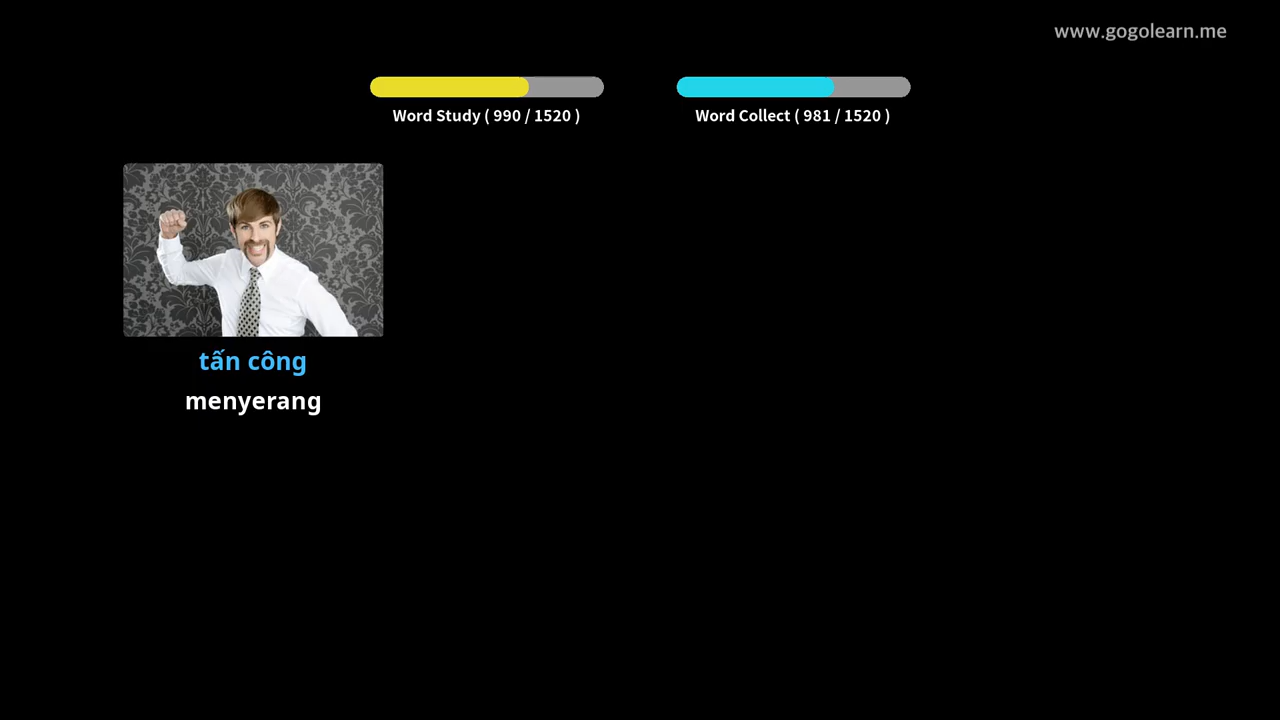 www.gogolearn.me
Word Study ( 990 / 1520 )
Word Collect ( 981 / 1520 )
tấn công
menyerang